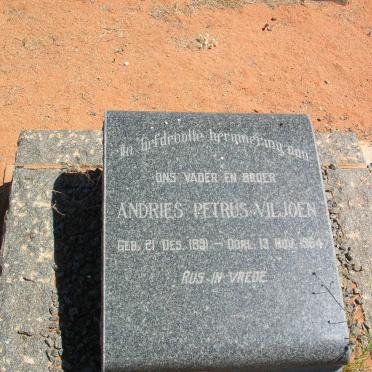 In liefdevolle herinnering aan
ONS VADER EN BROER
ANDRIES PETRUS VILJOEN
GEB. 21 DES. 1891 — OORL. 13 NOV. 1964
RUS IN VREDE